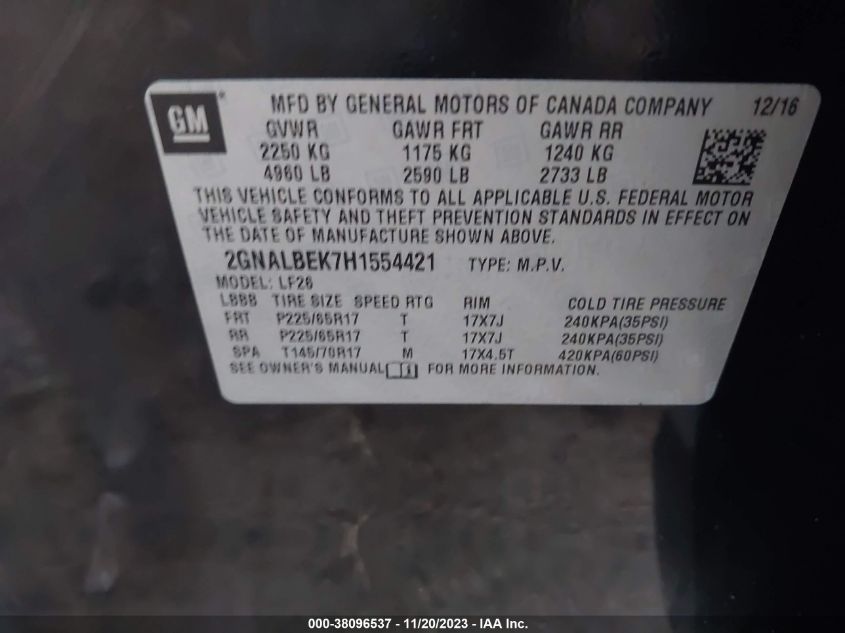 GM
MFD BY GENERAL MOTORS OF CANADA COMPANY 12/16
GVWR GAWR FRT GAWR RR
2250 KG 1175 KG 1240 KG
4960 LB 2590 LB 2733 LB
THIS VEHICLE CONFORMS TO ALL APPLICABLE U.S. FEDERAL MOTOR
VEHICLE SAFETY AND THEFT PREVENTION STANDARDS IN EFFECT ON
THE DATE OF MANUFACTURE SHOWN ABOVE.
2GNALBEK7H1554421 TYPE: M.P.V.
MODEL: LF26
LBBB TIRE SIZE SPEED RTG RIM COLD TIRE PRESSURE
FRT P225/65R17 T 17X7J 240KPA(35PSI)
RR P225/65R17 T 17X7J 240KPA(35PSI)
SPA T145/70R17 M 17X4.5T 420KPA(60PSI)
SEE OWNER'S MANUAL FOR MORE INFORMATION.
000-38096537 - 11/20/2023 - IAA Inc.